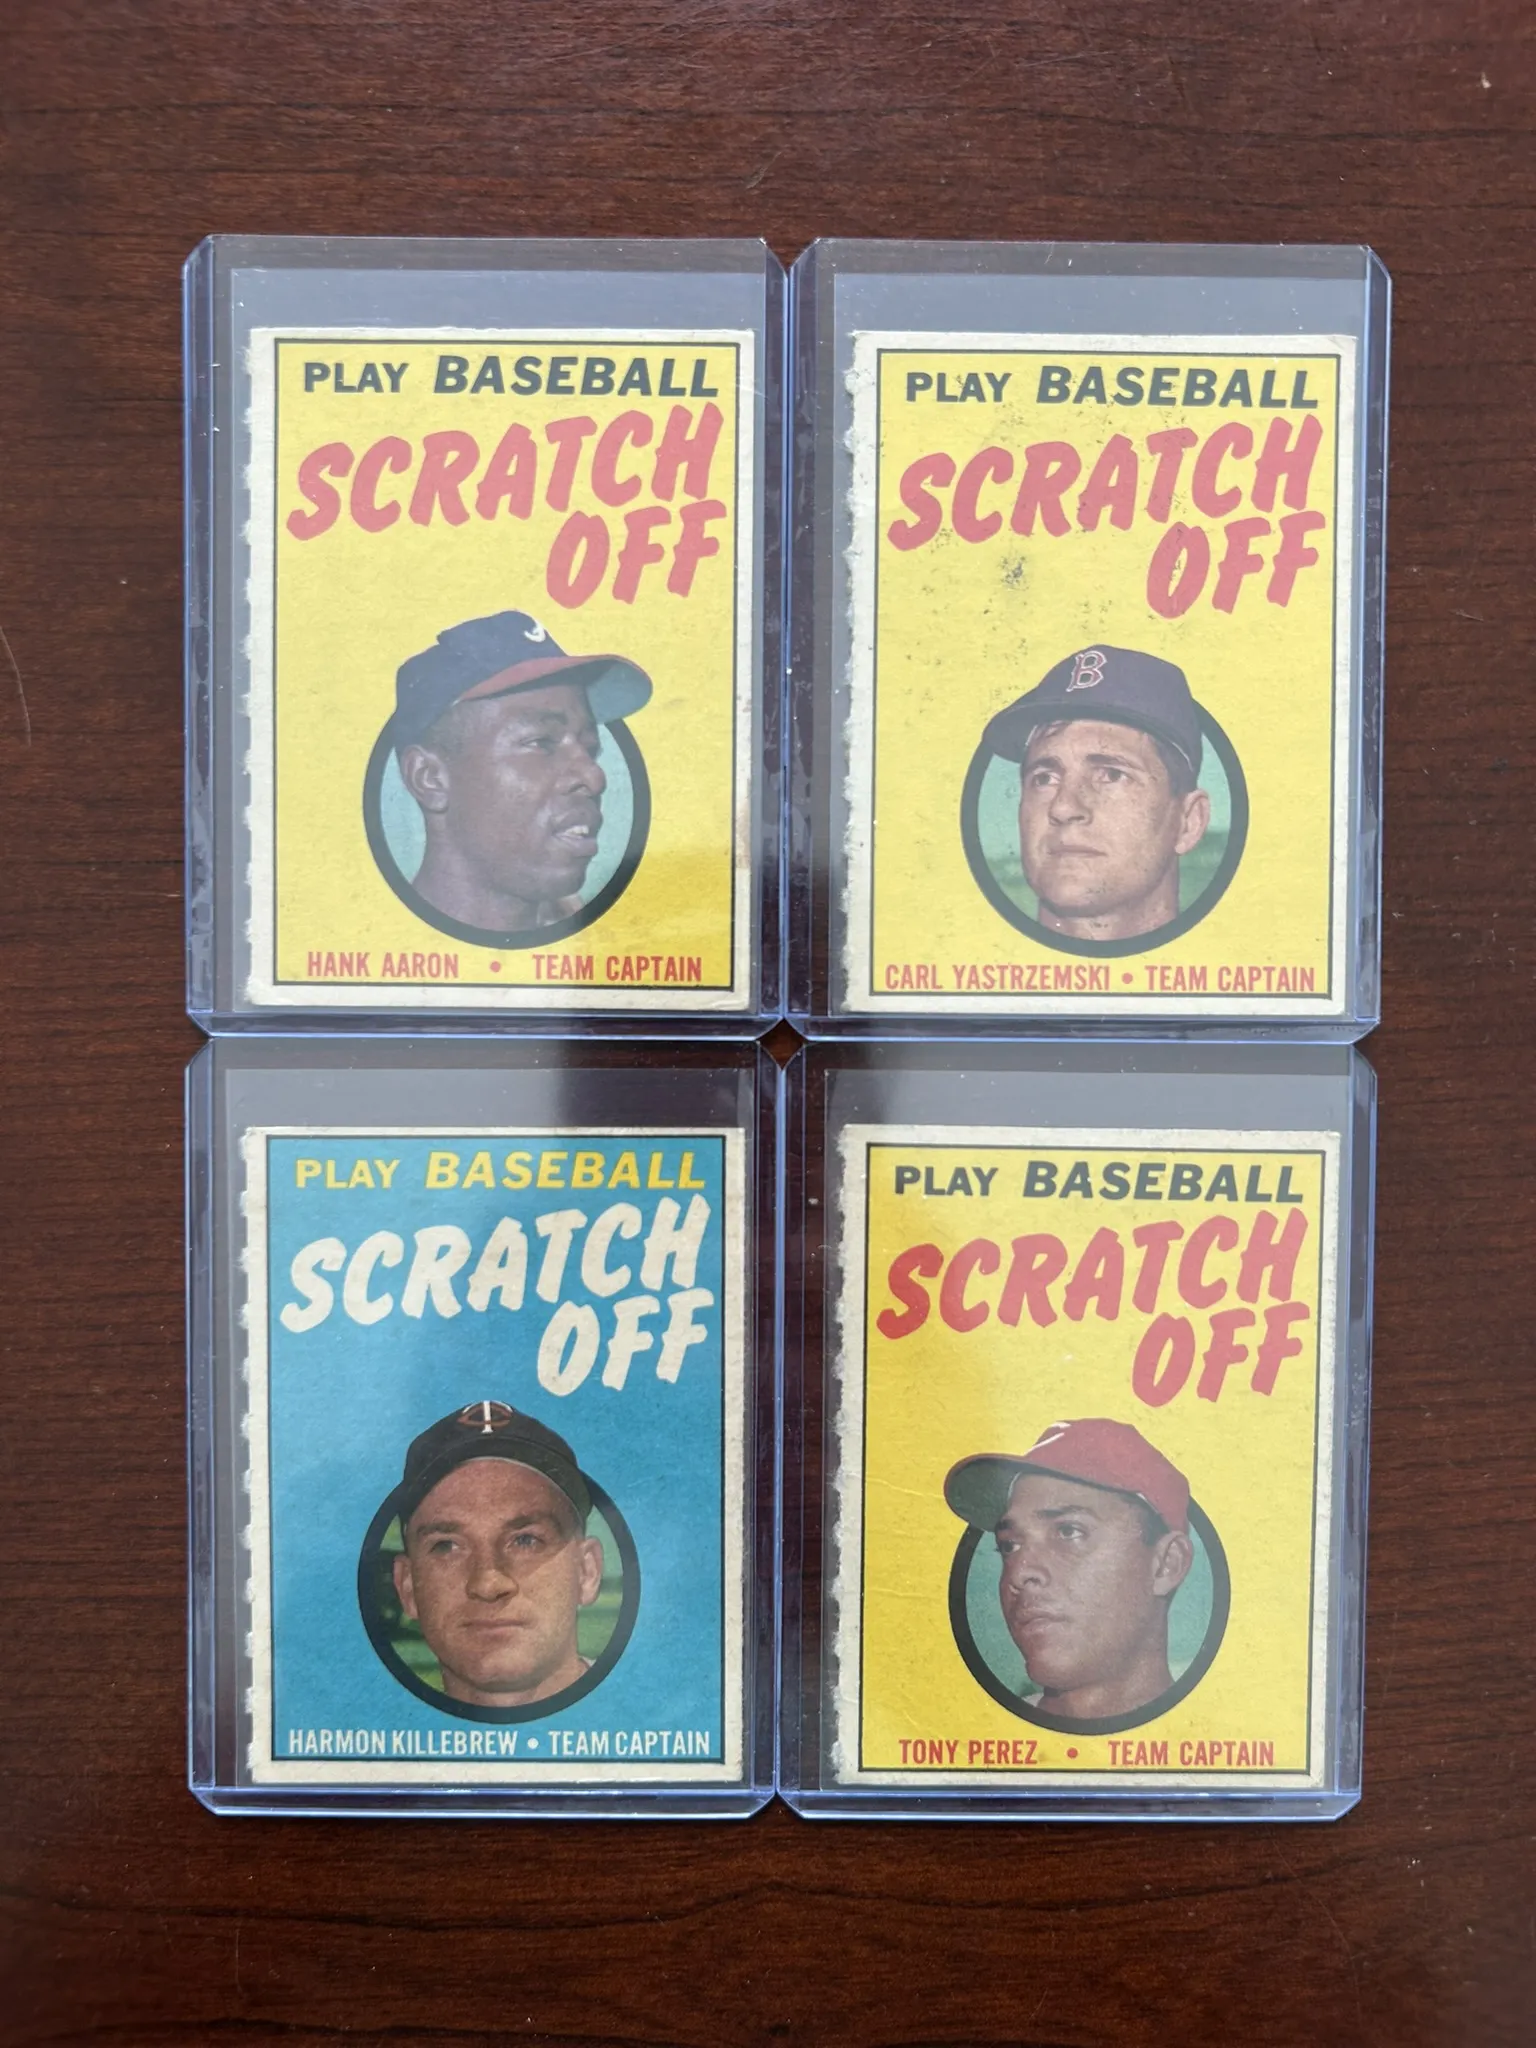 PLAY BASEBALL
SCRATCH
OFF
HANK AARON • TEAM CAPTAIN
PLAY BASEBALL
SCRATCH
OFF
B
CARL YASTRZEMSKI • TEAM CAPTAIN
PLAY BASEBALL
SCRATCH
OFF
TC
HARMON KILLEBREW • TEAM CAPTAIN
PLAY BASEBALL
SCRATCH
OFF
C
TONY PEREZ • TEAM CAPTAIN